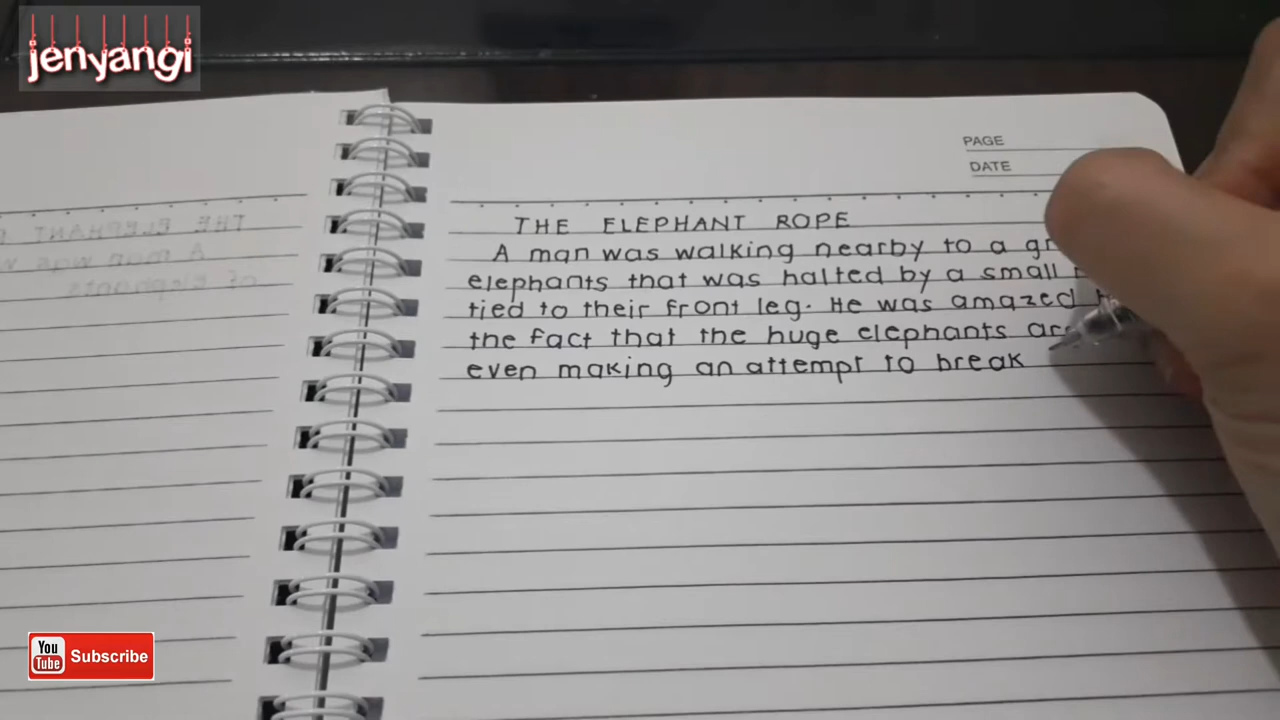 jenyangi
PAGE
DATE
THE ELEPHANT ROPE
A man was walking nearby to a
elephants that was halted by a small
tied to their front leg. He was amazed
the fact that the huge elephants
even making an attempt to break
You
Tube Subscribe